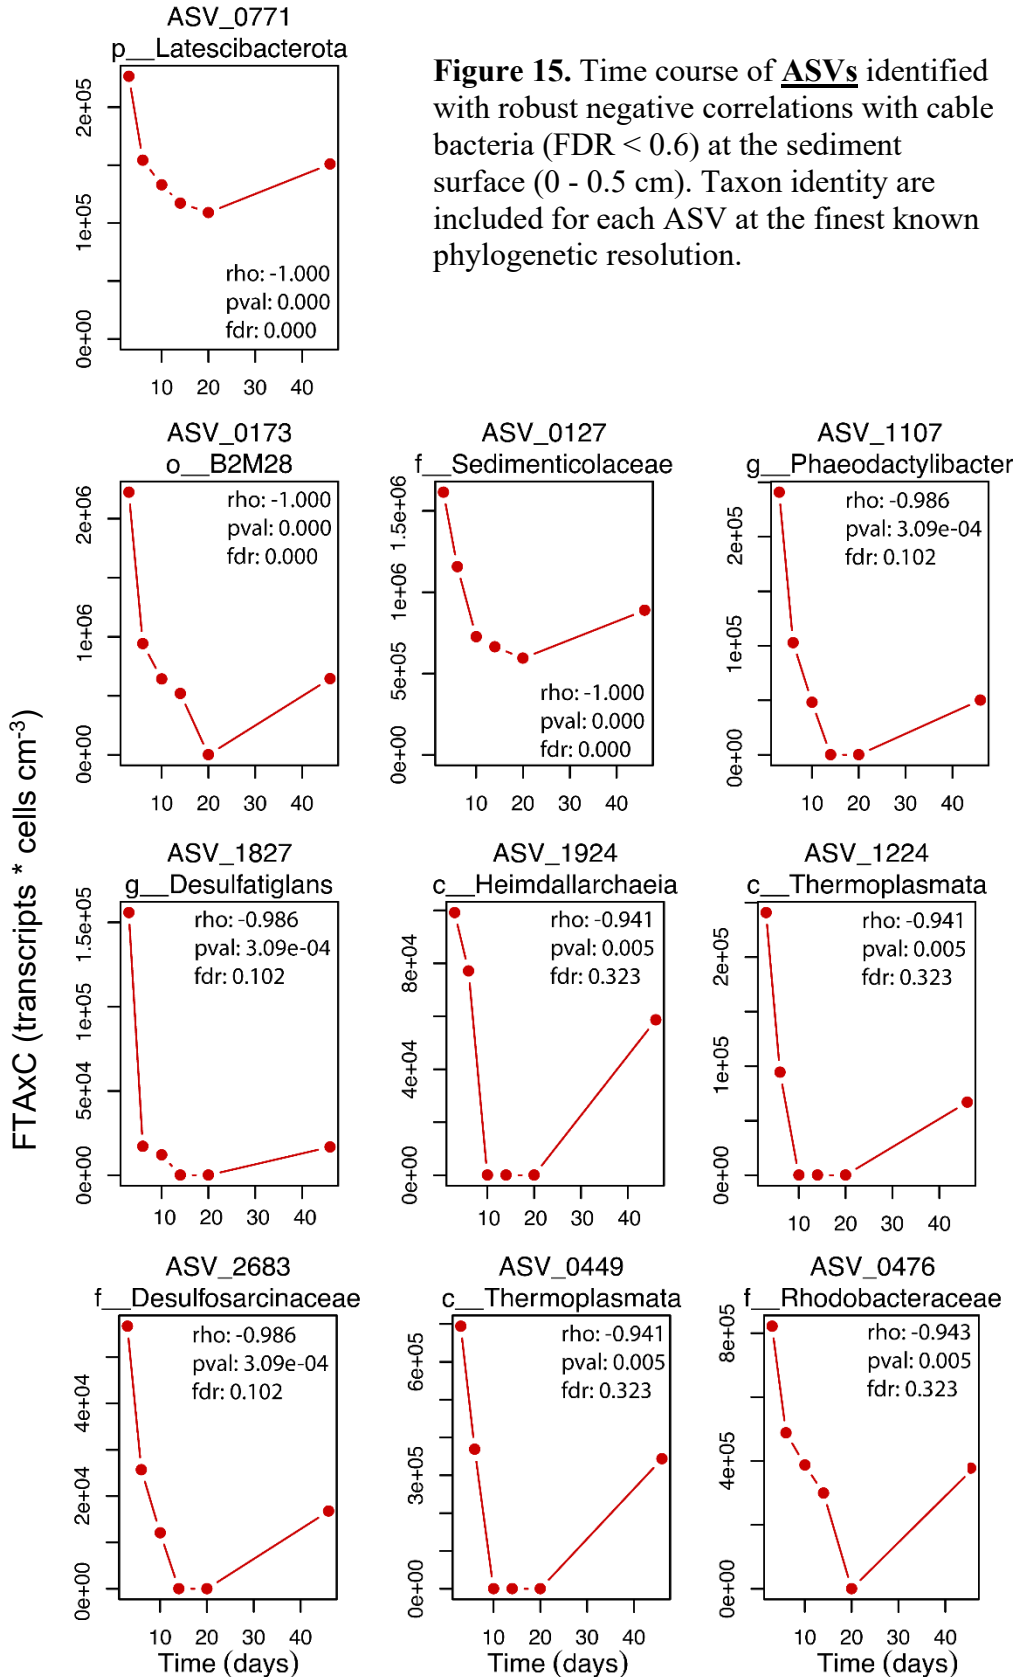 ASV_0771
p__Latescibacterota
2e+05
1e+05
0e+00
rho: -1.000
pval: 0.000
fdr: 0.000
10 20 30 40
Figure 15. Time course of ASVs identified
with robust negative correlations with cable
bacteria (FDR < 0.6) at the sediment
surface (0 - 0.5 cm). Taxon identity are
included for each ASV at the finest known
phylogenetic resolution.
FTAxC (transcripts * cells cm-3)
ASV_0173
o__B2M28
2e+06
1e+06
0e+00
rho: -1.000
pval: 0.000
fdr: 0.000
10 20 30 40
ASV_0127
f__Sedimenticolaceae
1.5e+06
1e+06
5e+05
0e+00
rho: -1.000
pval: 0.000
fdr: 0.000
10 20 30 40
ASV_1107
g__Phaeodactylibacter
2e+05
1e+05
0e+00
rho: -0.986
pval: 3.09e-04
fdr: 0.102
10 20 30 40
ASV_1827
g__Desulfatiglans
1.5e+05
1e+05
5e+04
0e+00
rho: -0.986
pval: 3.09e-04
fdr: 0.102
10 20 30 40
ASV_1924
c__Heimdallarchaeia
8e+04
4e+04
0e+00
rho: -0.941
pval: 0.005
fdr: 0.323
10 20 30 40
ASV_1224
c__Thermoplasmata
2e+05
1e+05
0e+00
rho: -0.941
pval: 0.005
fdr: 0.323
10 20 30 40
ASV_2683
f__Desulfosarcinaceae
4e+04
2e+04
0e+00
rho: -0.986
pval: 3.09e-04
fdr: 0.102
10 20 30 40
Time (days)
ASV_0449
c__Thermoplasmata
6e+05
3e+05
0e+00
rho: -0.941
pval: 0.005
fdr: 0.323
10 20 30 40
Time (days)
ASV_0476
f__Rhodobacteraceae
8e+05
4e+05
0e+00
rho: -0.943
pval: 0.005
fdr: 0.323
10 20 30 40
Time (days)